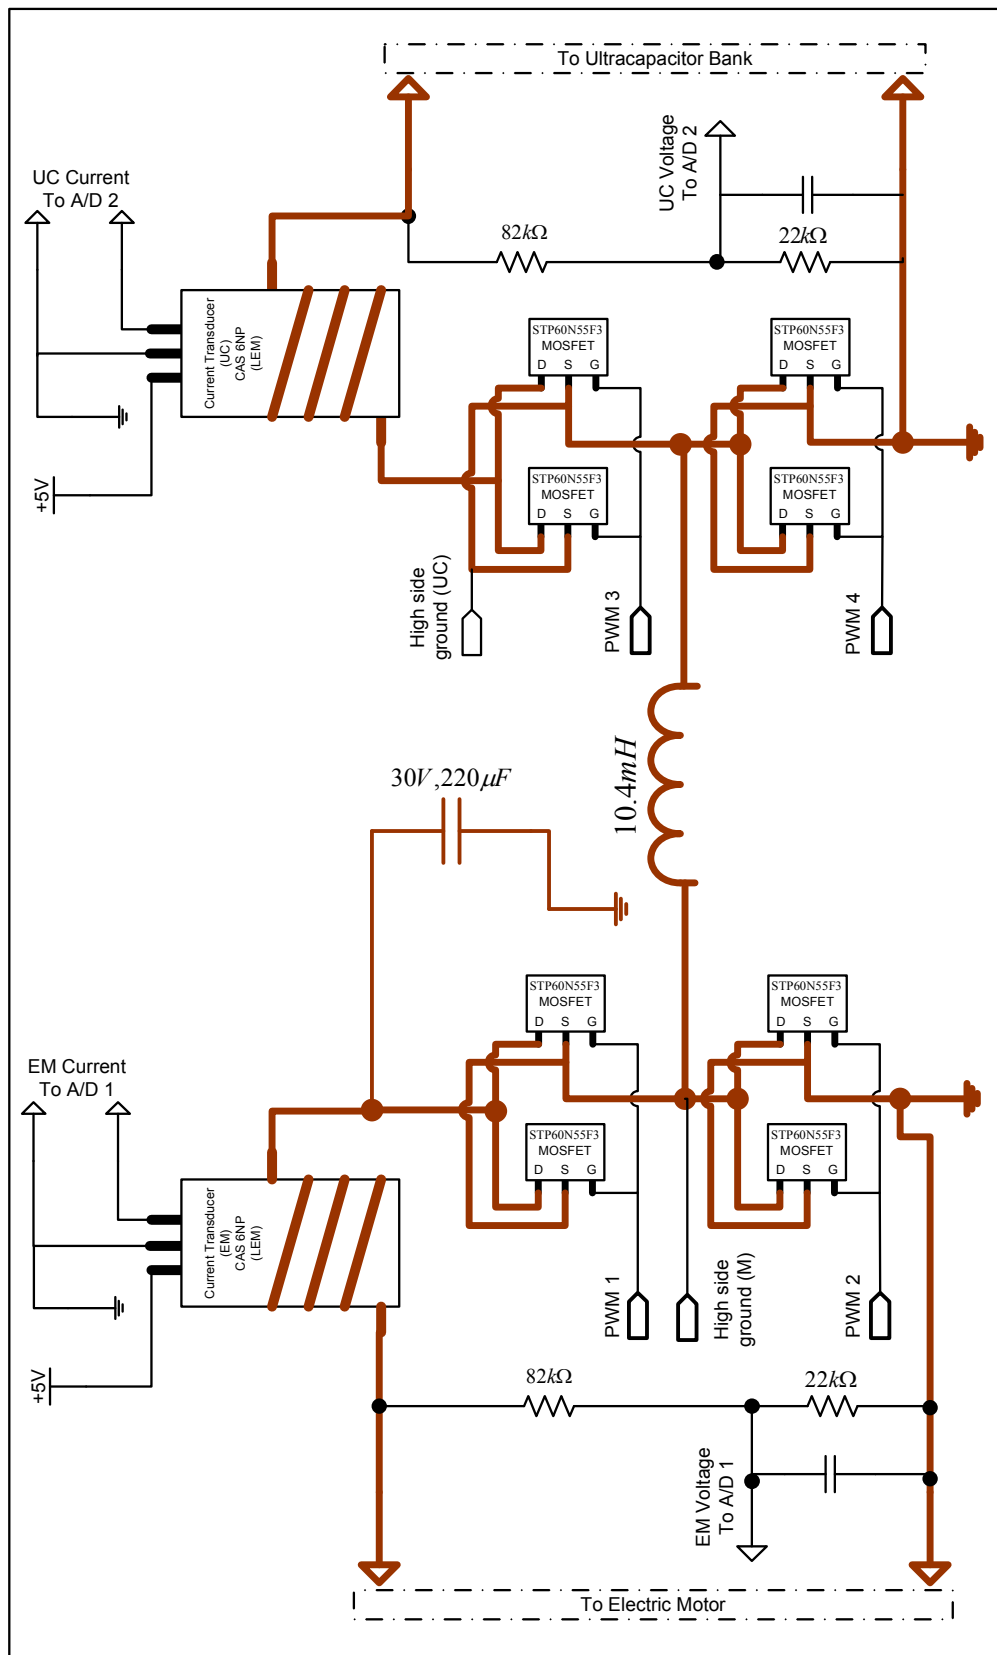 To Ultracapacitor Bank
UC Current
To A/D 2
UC Voltage
To A/D 2
82kΩ
22kΩ
Current Transducer
(UC)
CAS 6NP
(LEM)
+5V
STP60N55F3
MOSFET
D S G
STP60N55F3
MOSFET
D S G
STP60N55F3
MOSFET
D S G
STP60N55F3
MOSFET
D S G
High side
ground (UC)
PWM 3
PWM 4
30V,220μF
10.4mH
EM Current
To A/D 1
Current Transducer
(EM)
CAS 6NP
(LEM)
+5V
STP60N55F3
MOSFET
D S G
STP60N55F3
MOSFET
D S G
STP60N55F3
MOSFET
D S G
STP60N55F3
MOSFET
D S G
PWM 1
High side
ground (M)
PWM 2
82kΩ
22kΩ
EM Voltage
To A/D 1
To Electric Motor